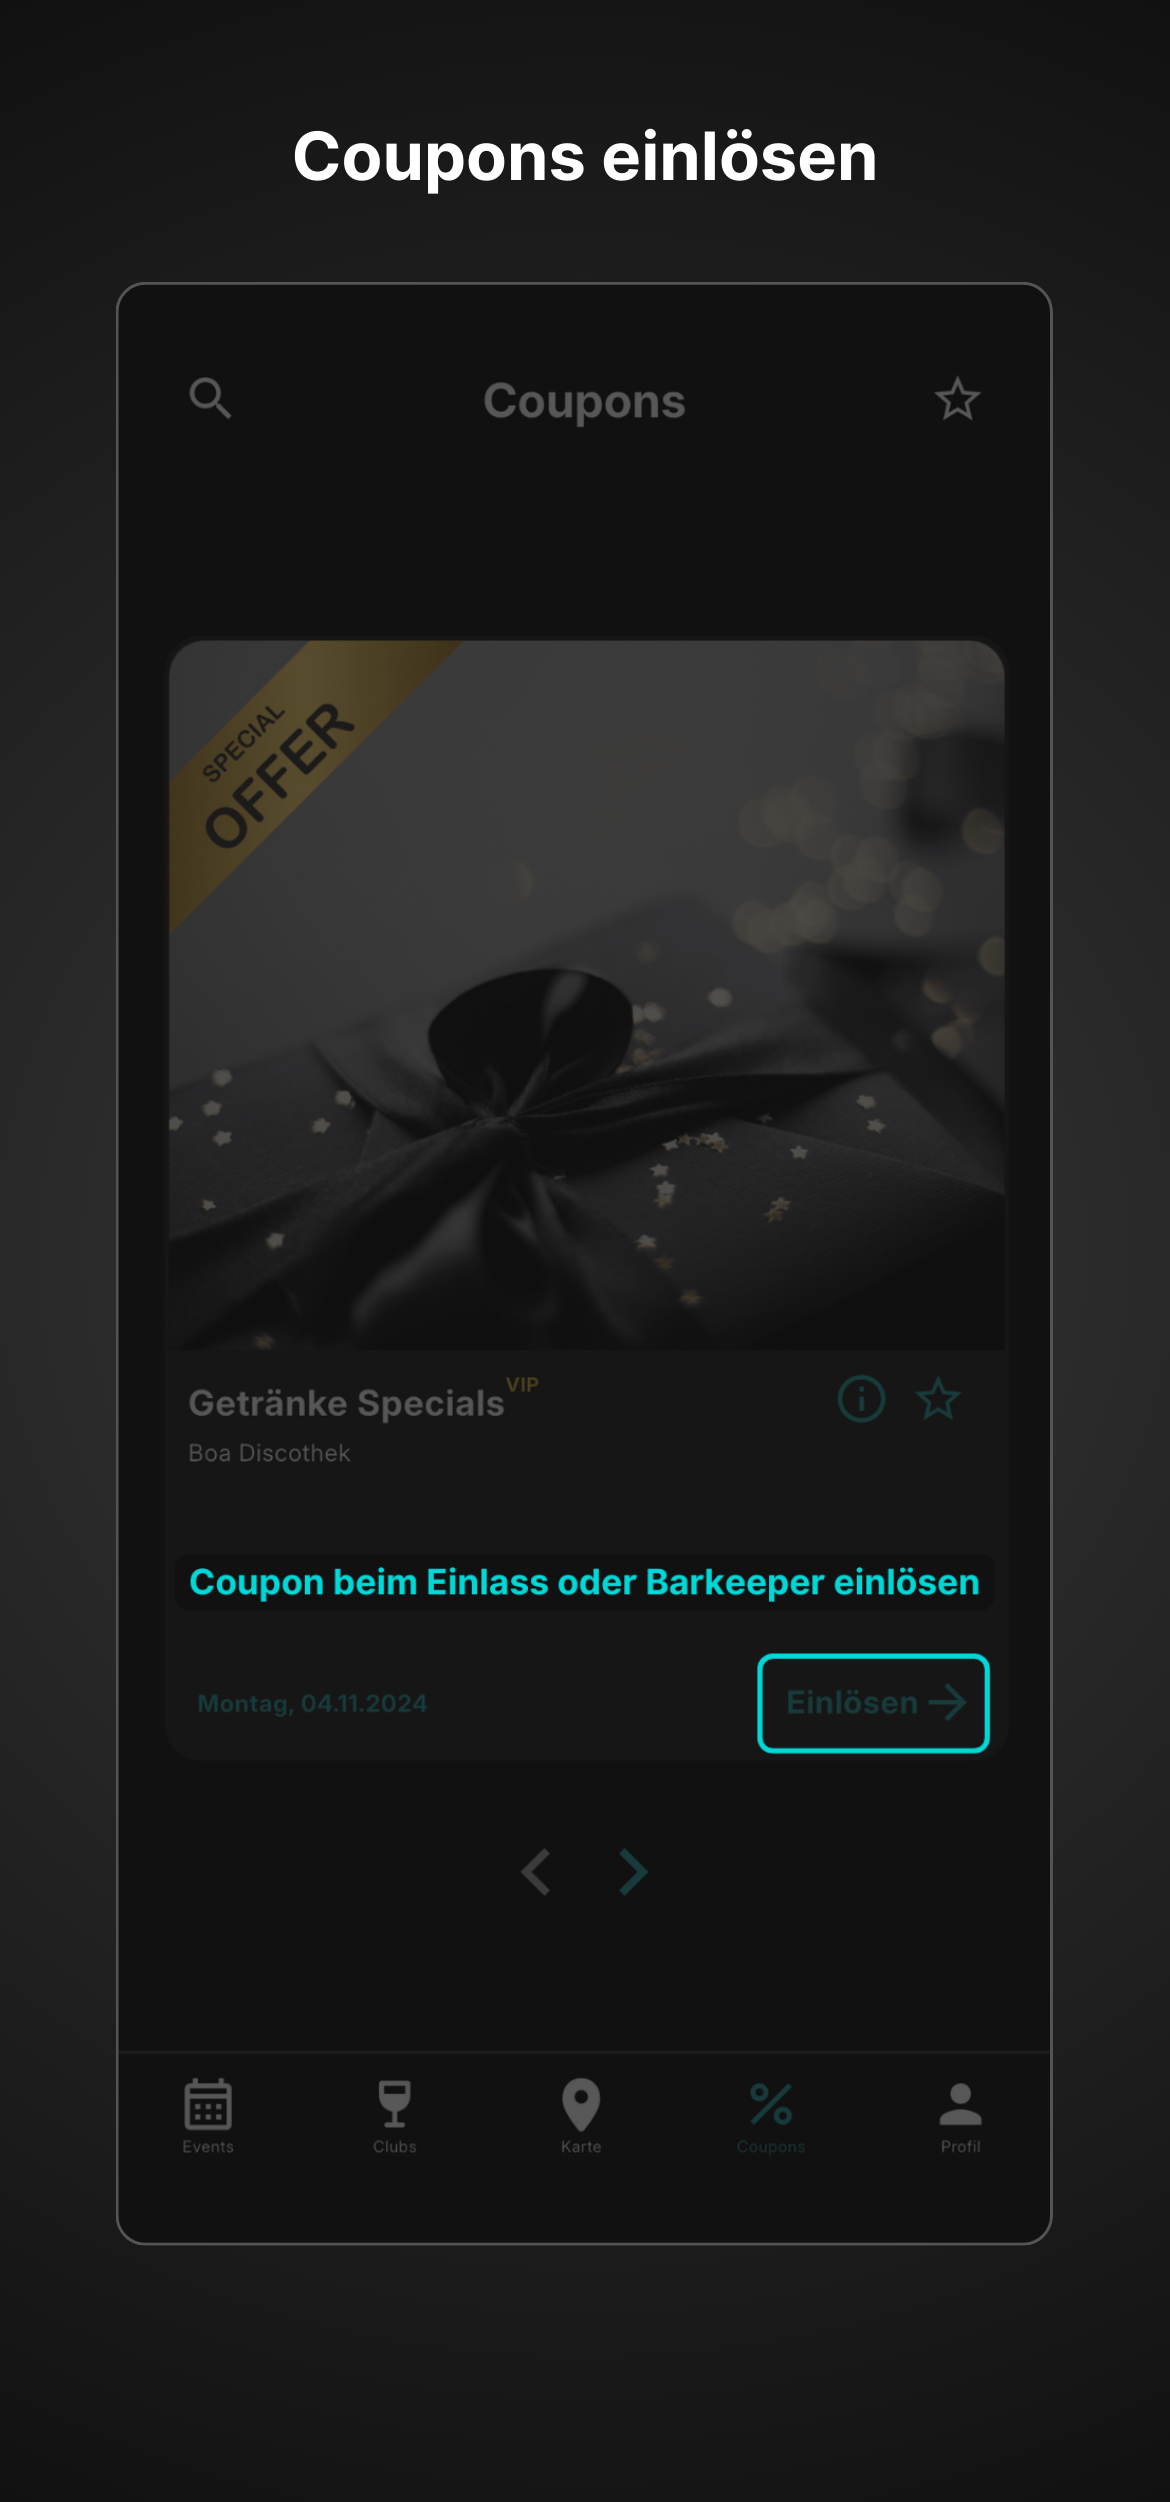 Coupons einlösen
Coupons
SPECIAL
OFFER
Getränke Specials VIP
Boa Discothek
Coupon beim Einlass oder Barkeeper einlösen
Montag, 04.11.2024
Einlösen
Events
Clubs
Karte
Coupons
Profil